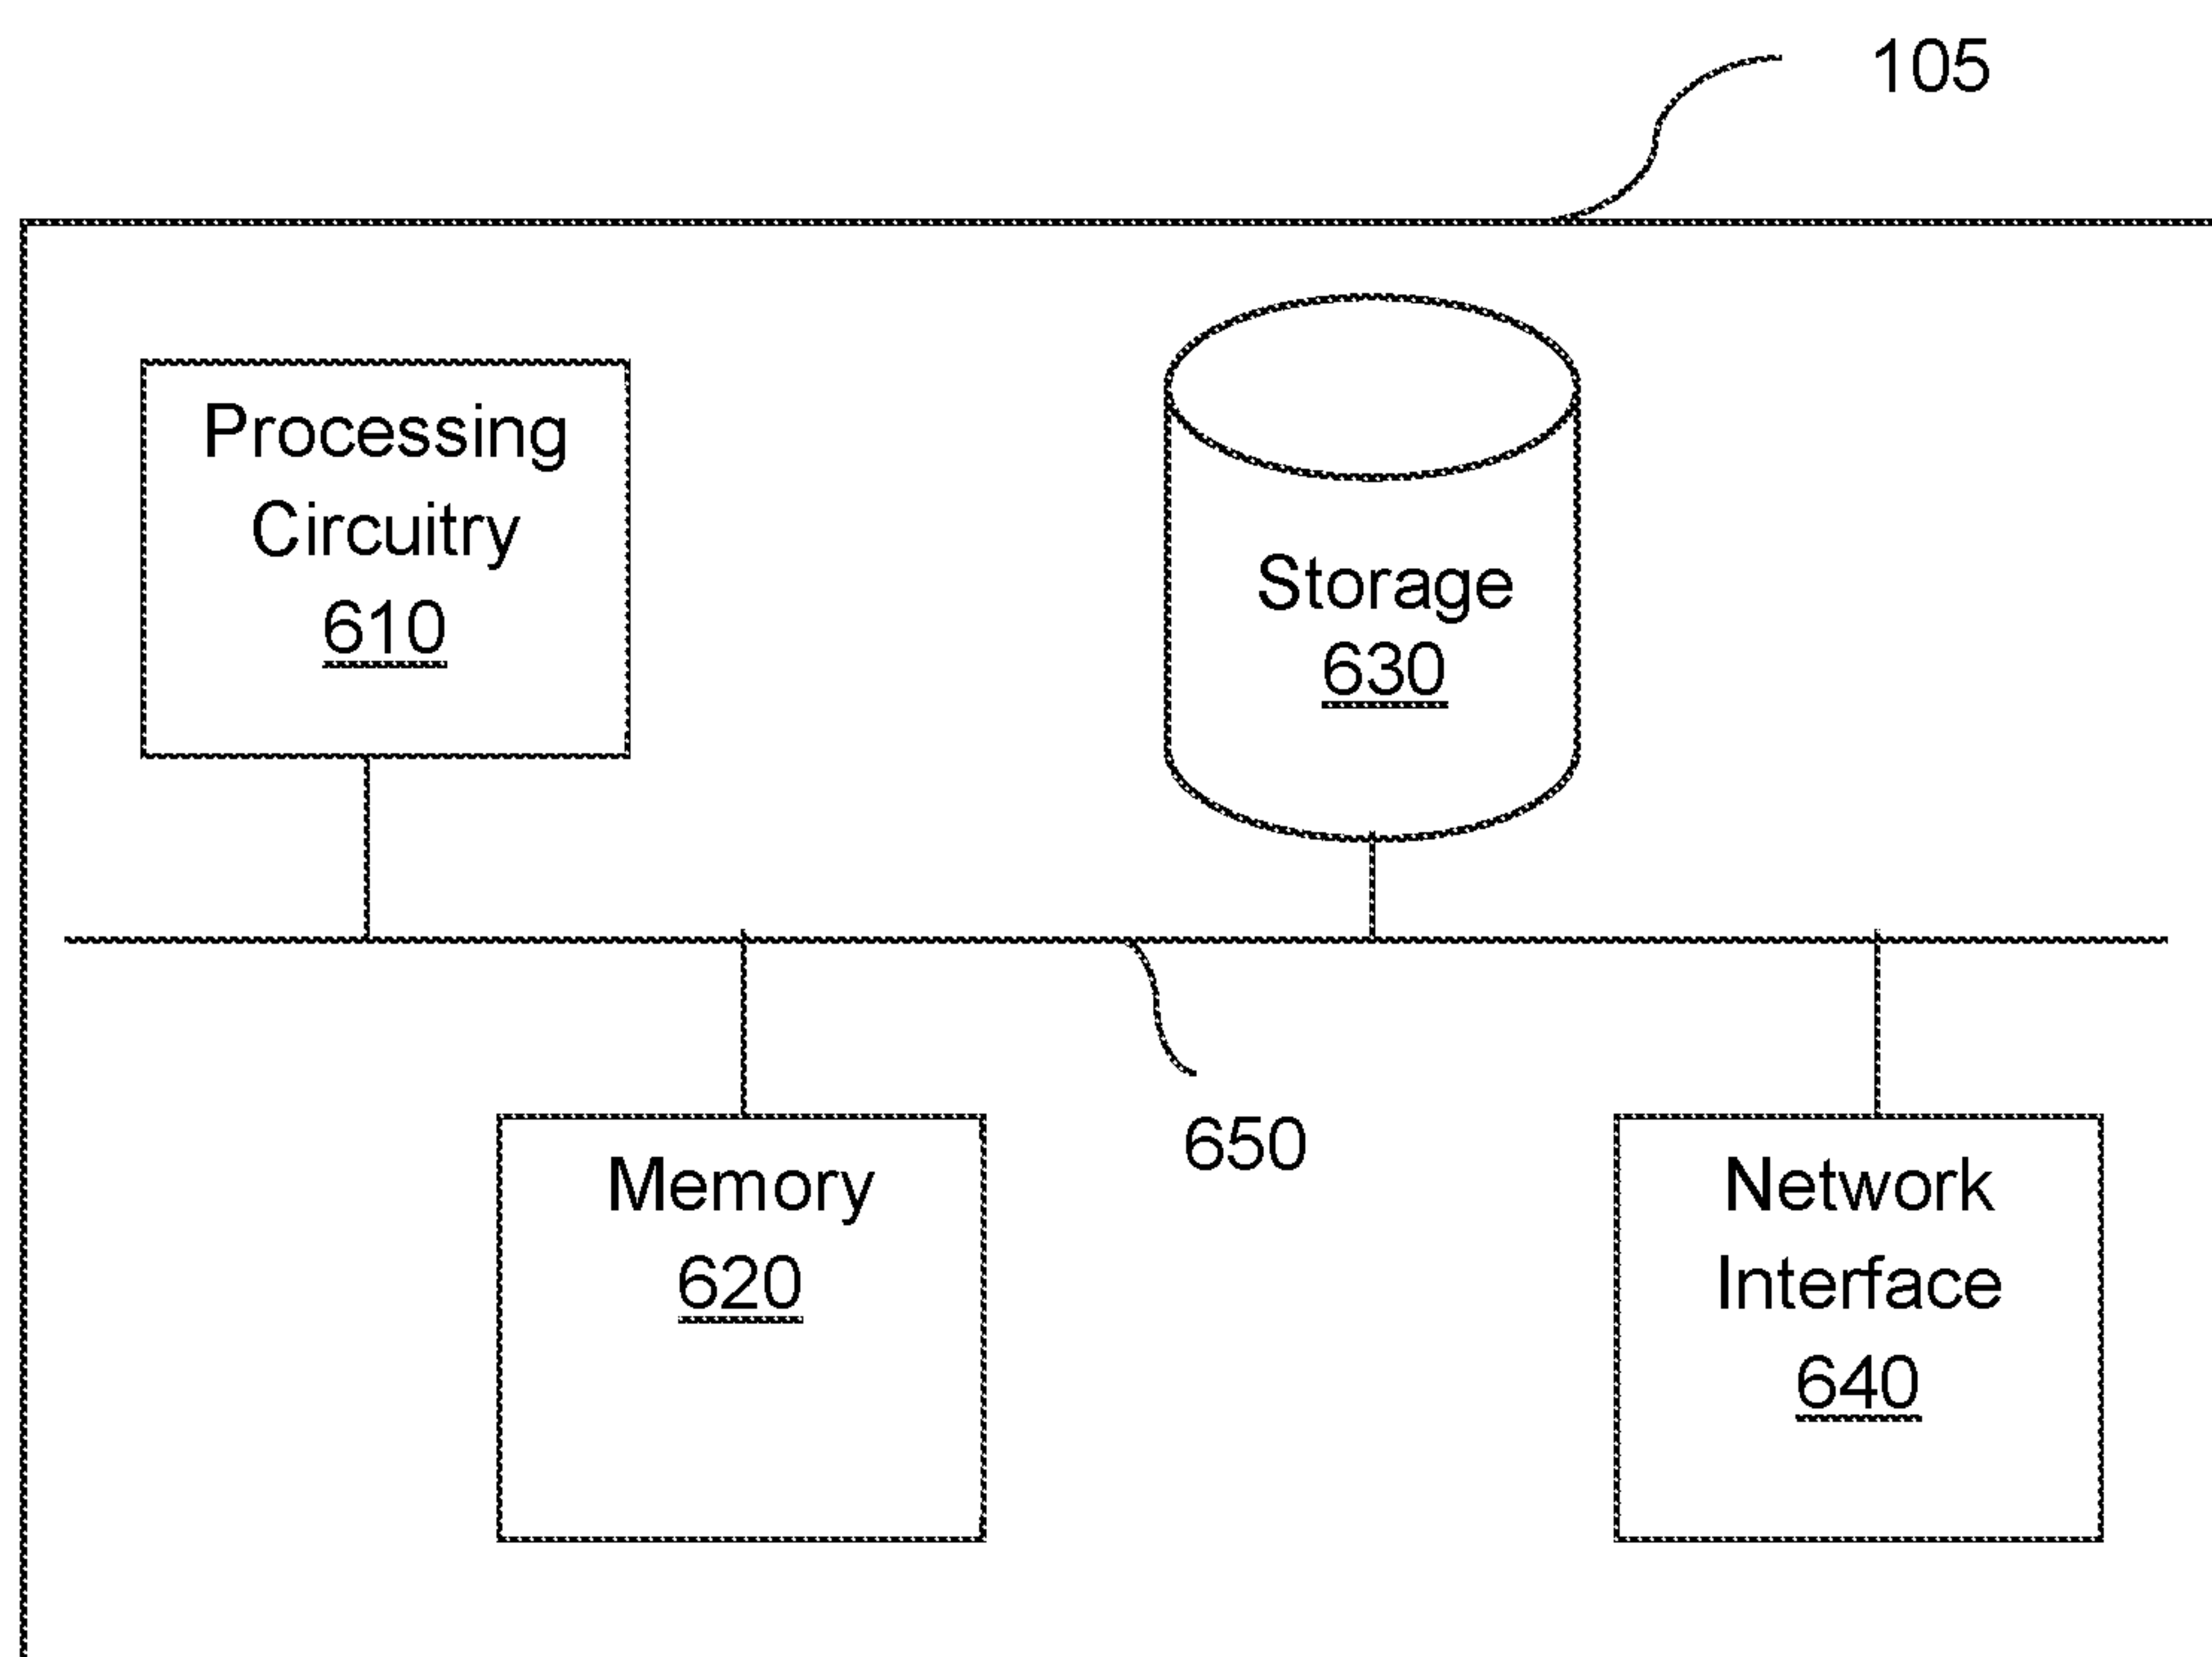 105
Processing
Circuitry
610
Storage
630
650
Memory
620
Network
Interface
640